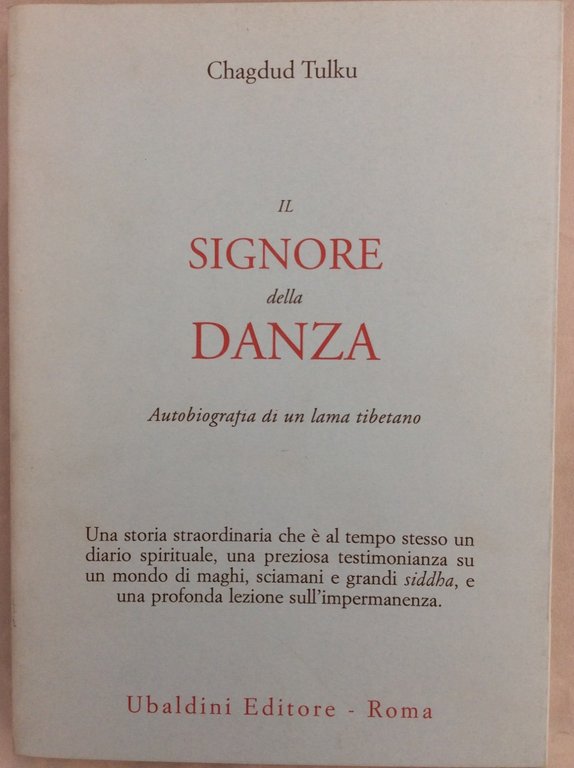 Chagdud Tulku
IL
SIGNORE
della
DANZA
Autobiografia di un lama tibetano
Una storia straordinaria che è al tempo stesso un
diario spirituale, una preziosa testimonianza su
un mondo di maghi, sciamani e grandi siddha, e
una profonda lezione sull'impermanenza.
Ubaldini Editore - Roma